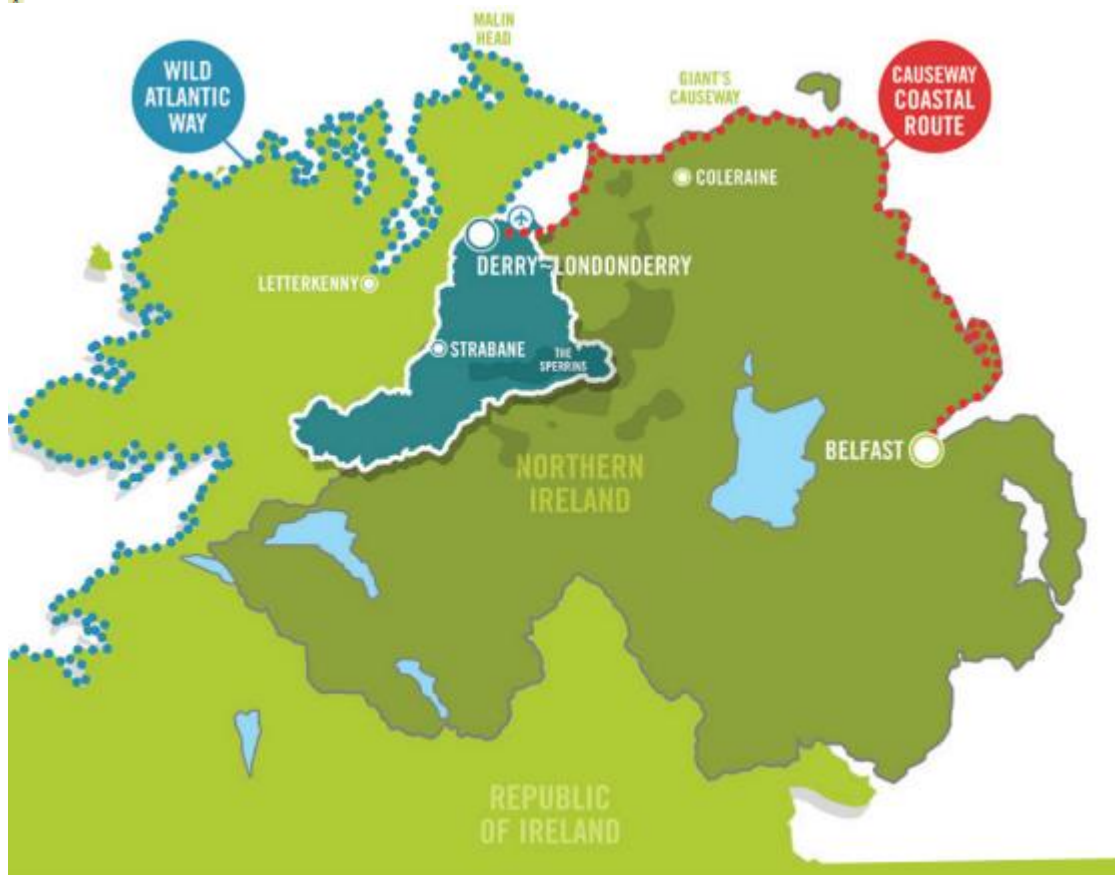 MALIN
HEAD
WILD
ATLANTIC
WAY
GIANT'S
CAUSEWAY
CAUSEWAY
COASTAL
ROUTE
COLERAINE
DERRY~LONDONDERRY
LETTERKENNY
STRABANE
THE
SPERRINS
BELFAST
NORTHERN
IRELAND
REPUBLIC
OF IRELAND